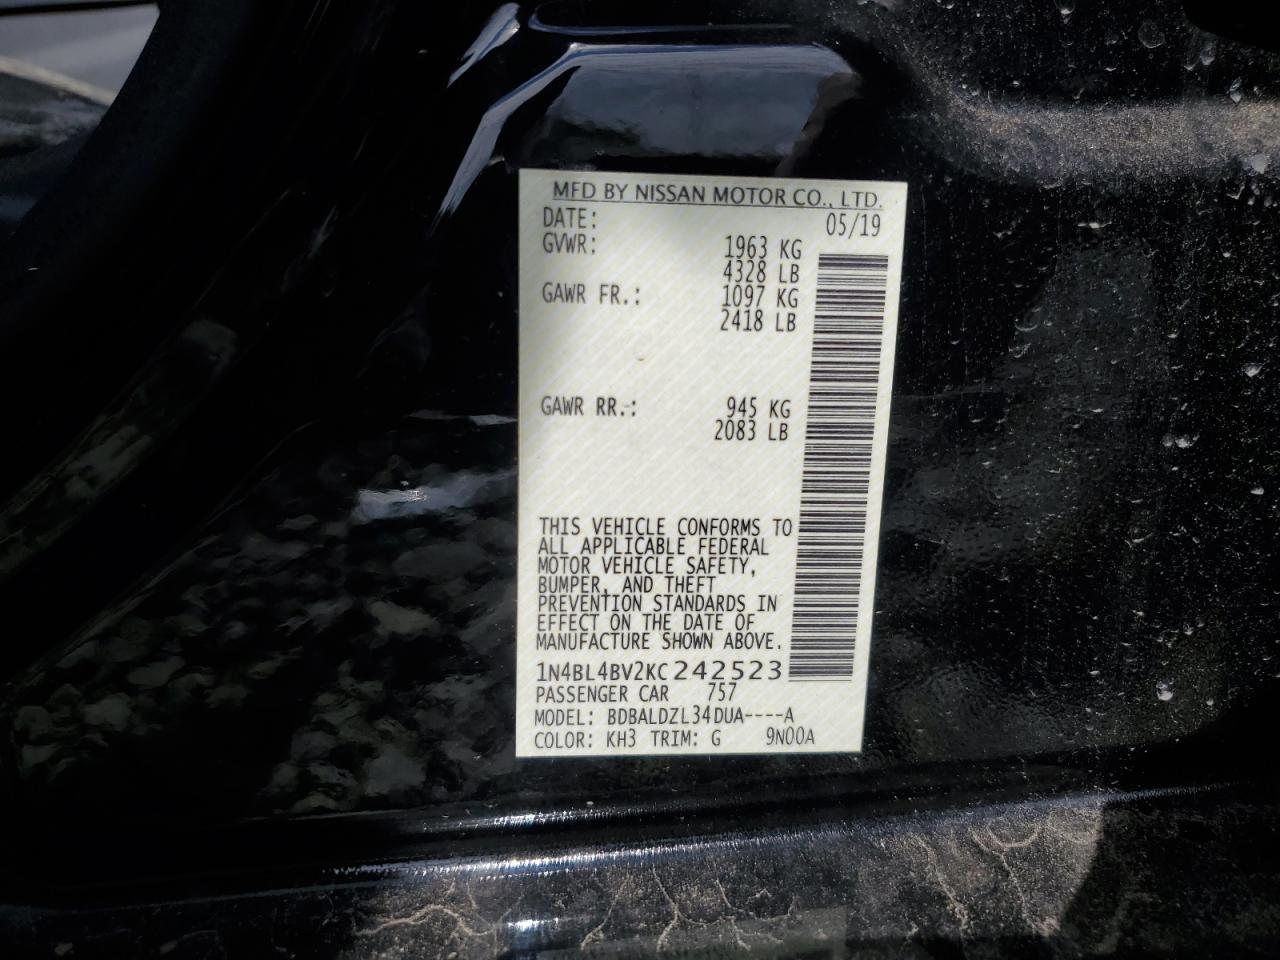 MFD BY NISSAN MOTOR CO., LTD.
DATE: 05/19
GVWR: 1963 KG
4328 LB
GAWR FR.: 1097 KG
2418 LB
GAWR RR.: 945 KG
2083 LB
THIS VEHICLE CONFORMS TO
ALL APPLICABLE FEDERAL
MOTOR VEHICLE SAFETY,
BUMPER, AND THEFT
PREVENTION STANDARDS IN
EFFECT ON THE DATE OF
MANUFACTURE SHOWN ABOVE.
1N4BL4BV2KC242523
PASSENGER CAR 757
MODEL: BDBALDZL34DUA----A
COLOR: KH3 TRIM: G 9N00A